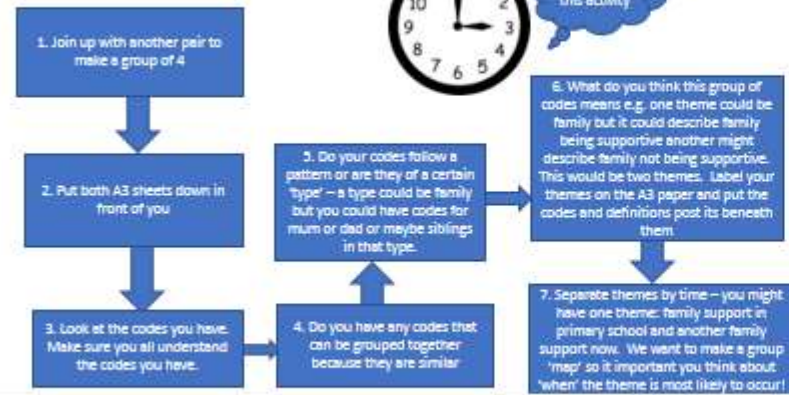 10
2
9
3
8
4
7
6
5
this activity
1. Join up with another pair to
make a group of 4
2. Put both A3 sheets down in
front of you
3. Look at the codes you have.
Make sure you all understand
the codes you have.
4. Do you have any codes that
can be grouped together
because they are similar
5. Do your codes follow a
pattern or are they of a certain
'type' – a type could be family
but you could have codes for
mum or dad or maybe siblings
in that type.
6. What do you think this group of
codes means e.g. one theme could be
family but it could describe family
being supportive another might
describe family not being supportive.
This would be two themes. Label your
themes on the A3 paper and put the
codes and definitions post its beneath
them
7. Separate themes by time – you might
have one theme: family support in
primary school and another family
support now. We want to make a group
'map' so it important you think about
'when' the theme is most likely to occur!